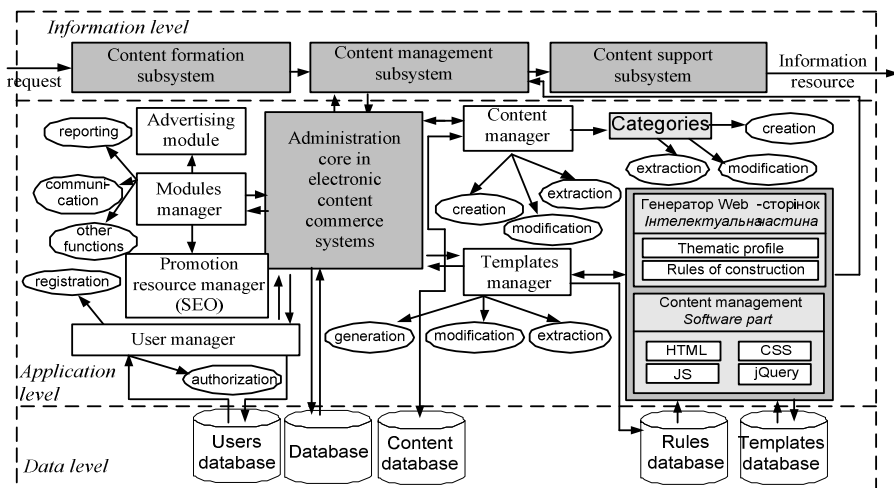 Information level
Content formation
subsystem
Content management
subsystem
Content support
subsystem
request
Information
resource
reporting
communi-
cation
other
functions
registration
Advertising
module
Modules
manager
Promotion
resource manager
(SEO)
User manager
authorization
Application
level
Administration
core in
electronic
content
commerce
systems
Content
manager
creation
modification
extraction
Categories
creation
extraction
modification
Templates
manager
generation
modification
extraction
Генератор Web -сторінок
Інтелектуальна частина
Thematic profile
Rules of construction
Content management
Software part
HTML
CSS
JS
jQuery
Data level
Users
database
Database
Content
database
Rules
database
Templates
database